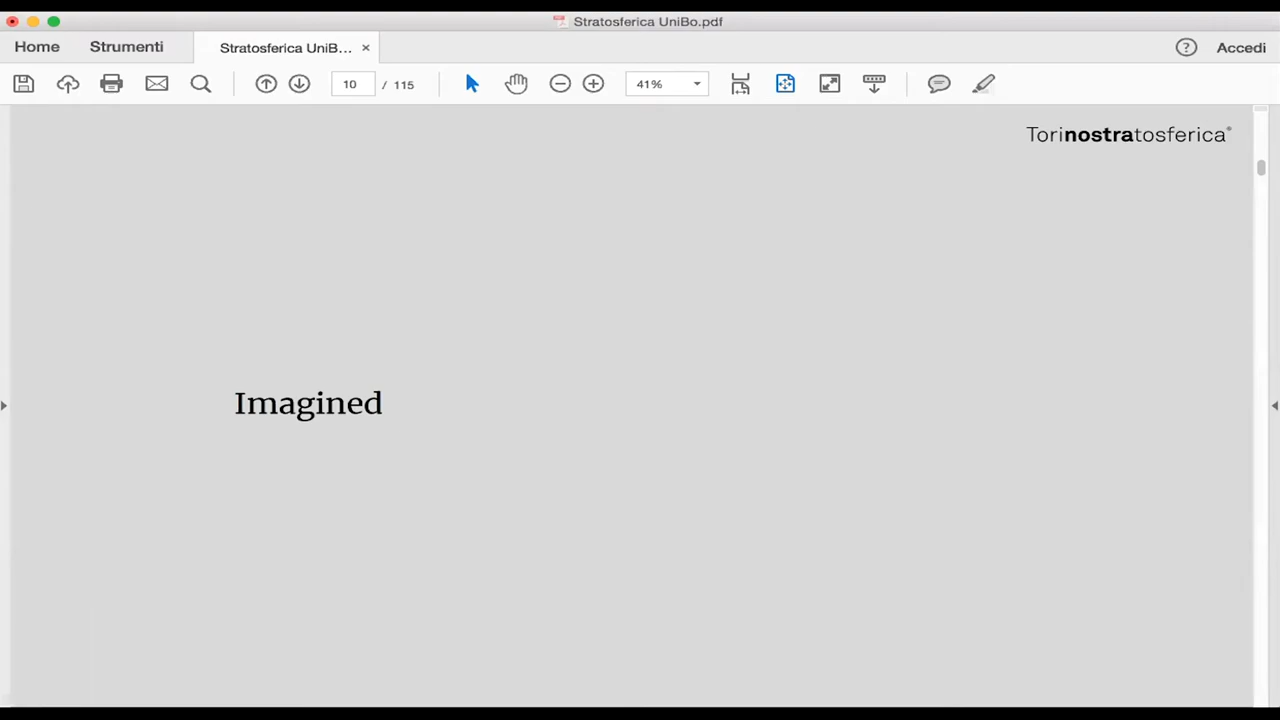 Stratosferica UniBo.pdf
Home
Strumenti
Stratosferica UniB... ×
Accedi
10 / 115
41%
Torinostratosferica®
Imagined